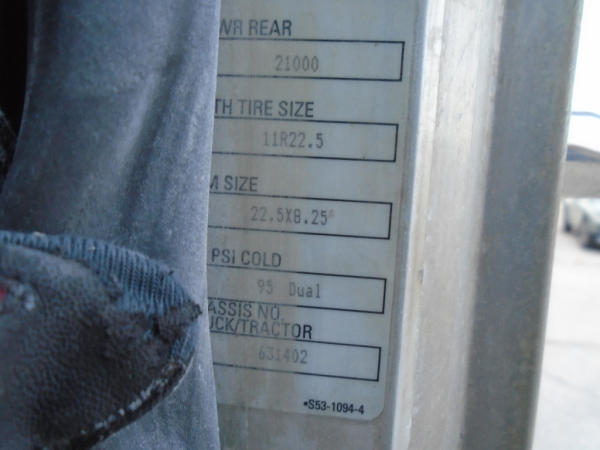 WR REAR
21000
TH TIRE SIZE
11R22.5
M SIZE
22.5X8.25*
PSI COLD
95 Dual
ASSIS NO.
UCK/TRACTOR
631402
*S53-1094-4